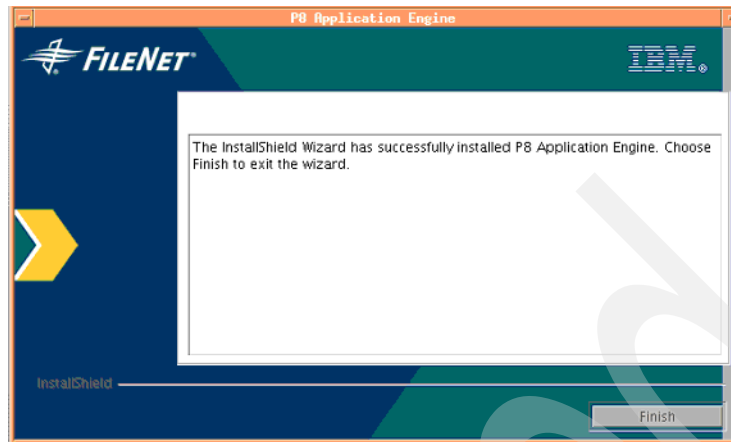 P8 Application Engine
FILENET
IBM
The InstallShield Wizard has successfully installed P8 Application Engine. Choose
Finish to exit the wizard.
InstallShield
Finish